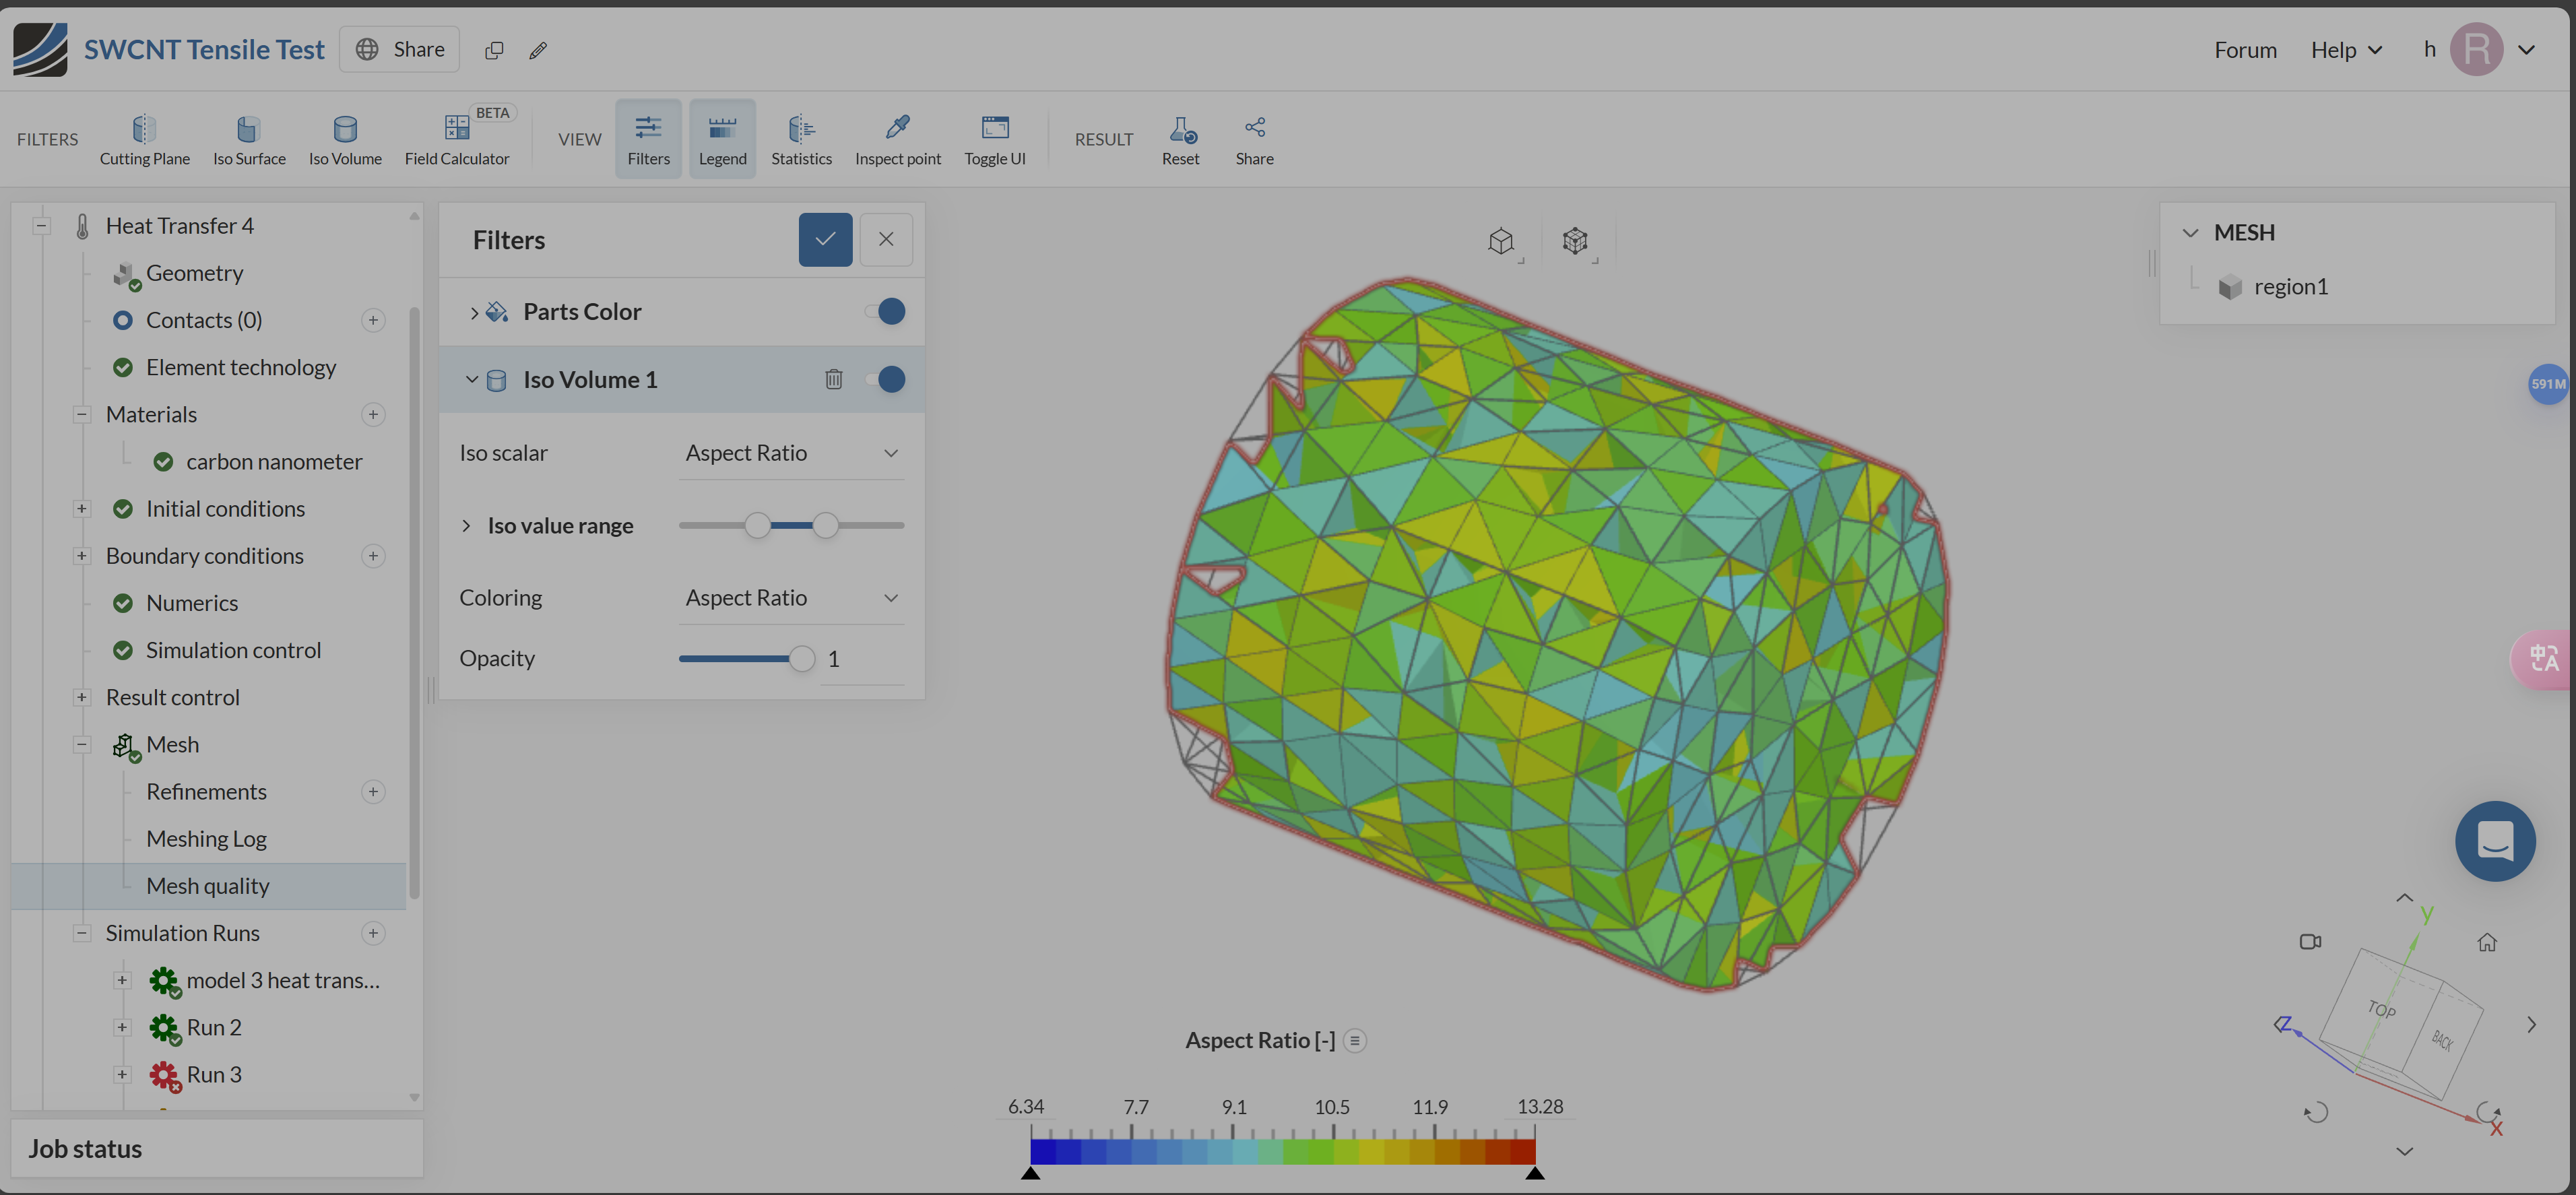 SWCNT Tensile Test
Share
Forum
Help
h
R
FILTERS
Cutting Plane
Iso Surface
Iso Volume
Field Calculator
BETA
VIEW
Filters
Legend
Statistics
Inspect point
Toggle UI
RESULT
Reset
Share
Heat Transfer 4
Geometry
Contacts (0)
Element technology
Materials
carbon nanometer
Initial conditions
Boundary conditions
Numerics
Simulation control
Result control
Mesh
Refinements
Meshing Log
Mesh quality
Simulation Runs
model 3 heat trans...
Run 2
Run 3
Job status
Filters
Parts Color
Iso Volume 1
Iso scalar
Aspect Ratio
Iso value range
Coloring
Aspect Ratio
Opacity
1
MESH
region1
591M
中A
y
TOP
BACK
Z
X
Aspect Ratio [-]
6.34
7.7
9.1
10.5
11.9
13.28